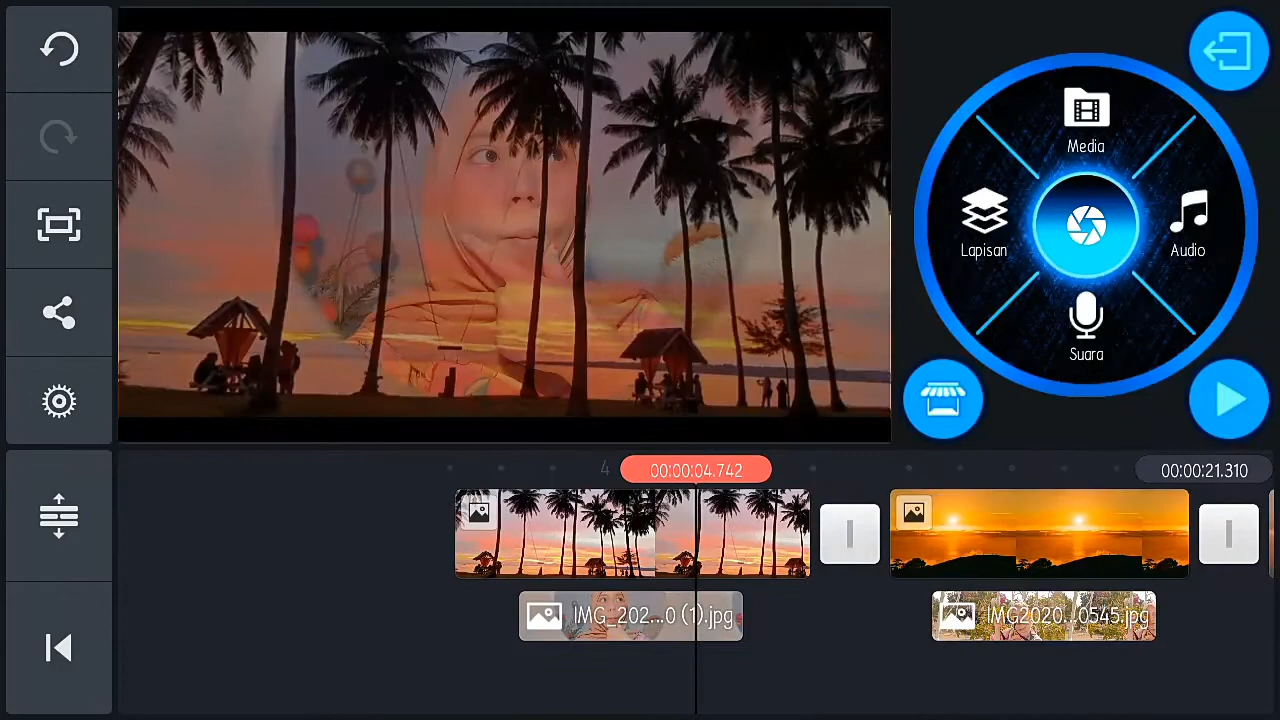 Media
Lapisan
Audio
Suara
4
00:00:04.742
00:00:21.310
IMG_202...0 (1).jpg
IMG2020...0545.jpg